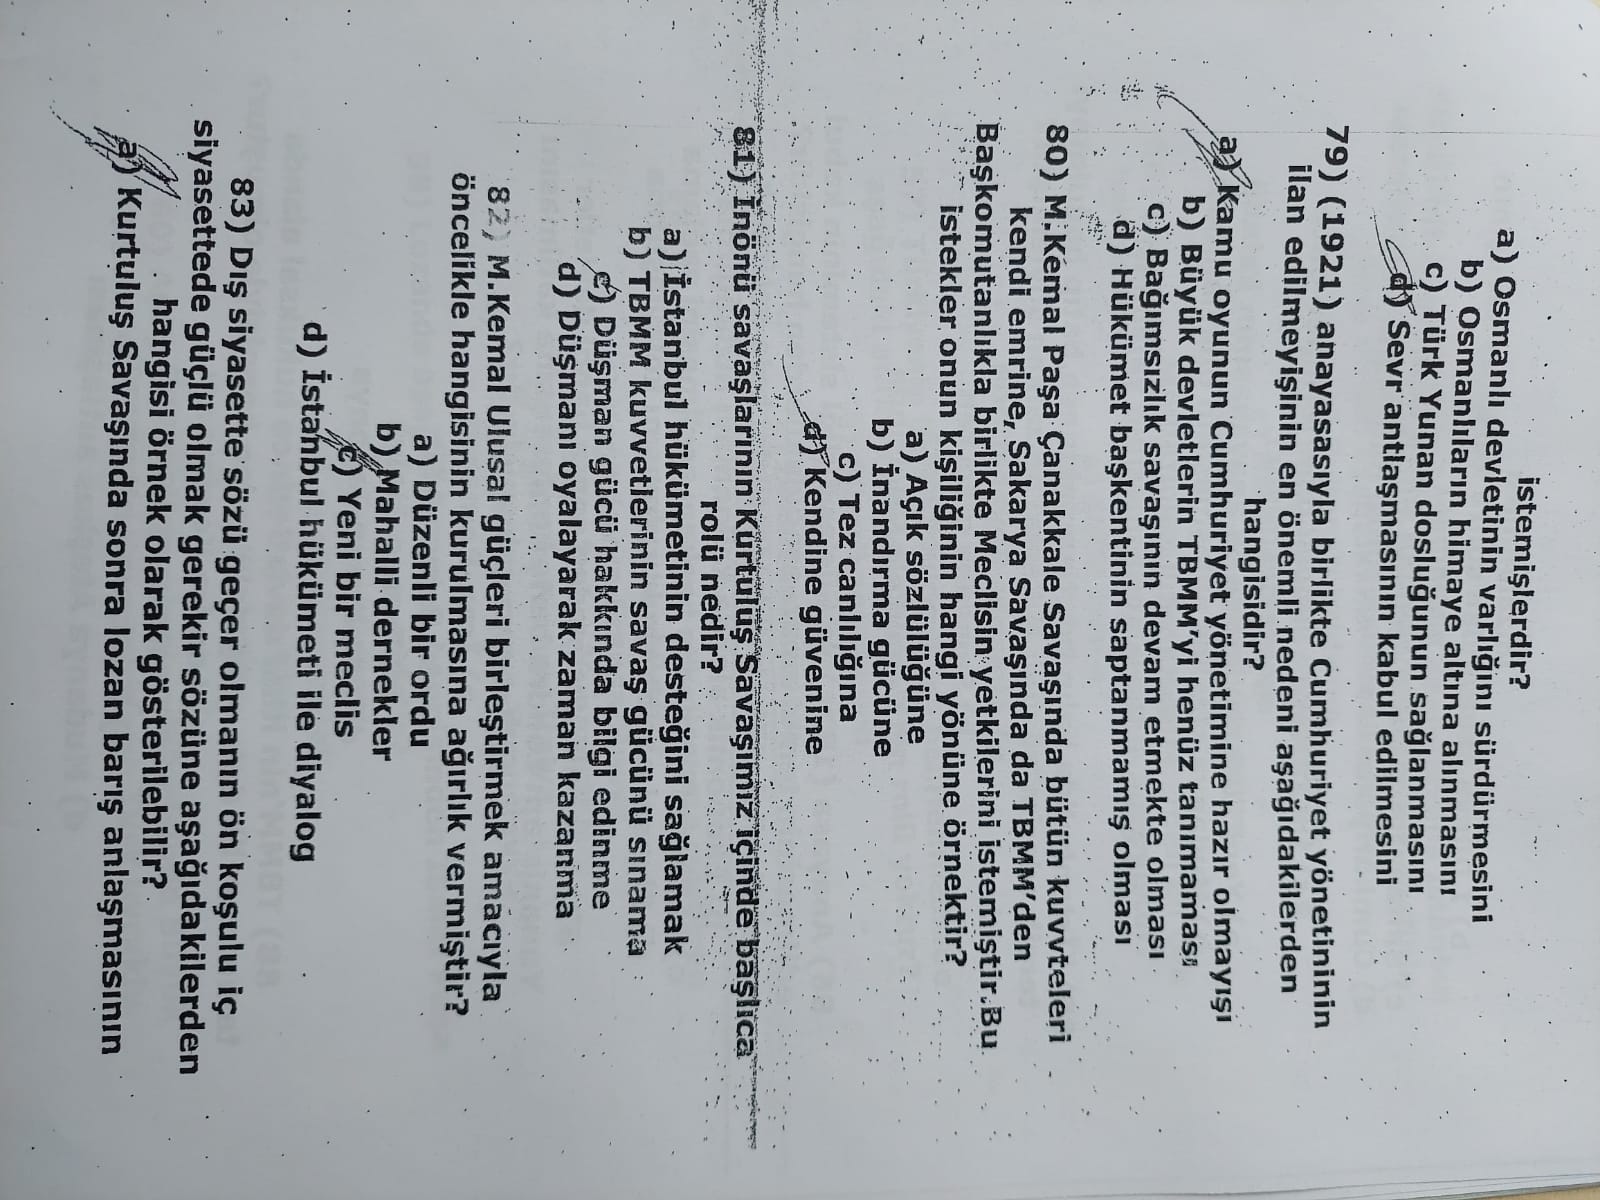 istemişlerdir?
a) Osmanlı devletinin varlığını sürdürmesini
b) Osmanlıların himaye altına alınmasını
c) Türk Yunan dosluğunun sağlanmasını
d) Sevr antlaşmasının kabul edilmesini
79) (1921) anayasasıyla birlikte Cumhuriyet yönetininin
ilan edilmeyişinin en önemli nedeni aşağıdakilerden
hangisidir?
a) Kamu oyunun Cumhuriyet yönetimine hazır olmayışı
b) Büyük devletlerin TBMM'yi henüz tanımaması
c) Bağımsızlık savaşının devam etmekte olması
d) Hükümet başkentinin saptanmamış olması
80) M.Kemal Paşa Çanakkale Savaşında bütün kuvvteleri
kendi emrine, Sakarya Savaşında da TBMM'den
Başkomutanlıkla birlikte Meclisin yetkilerini istemiştir.Bu
istekler onun kişiliğinin hangi yönüne örnektir?
a) Açık sözlülüğüne
b) İnandırma gücüne
c) Tez canlılığına
d) Kendine güvenine
81) İnönü savaşlarının Kurtuluş Savaşımız içinde başlıca
rolü nedir?
a) İstanbul hükümetinin desteğini sağlamak
b) TBMM kuvvetlerinin savaş gücünü sınama
c) Düşman gücü hakkında bilgi edinme
d) Düşmanı oyalayarak zaman kazanma
82) M.Kemal Ulusal güçleri birleştirmek amacıyla
öncelikle hangisinin kurulmasına ağırlık vermiştir?
a) Düzenli bir ordu
b) Mahalli dernekler
c) Yeni bir meclis
d) İstanbul hükümeti ile diyalog
83) Dış siyasette sözü geçer olmanın ön koşulu iç
siyasettede güçlü olmak gerekir sözüne aşağıdakilerden
hangisi örnek olarak gösterilebilir?
a) Kurtuluş Savaşında sonra lozan barış anlaşmasının